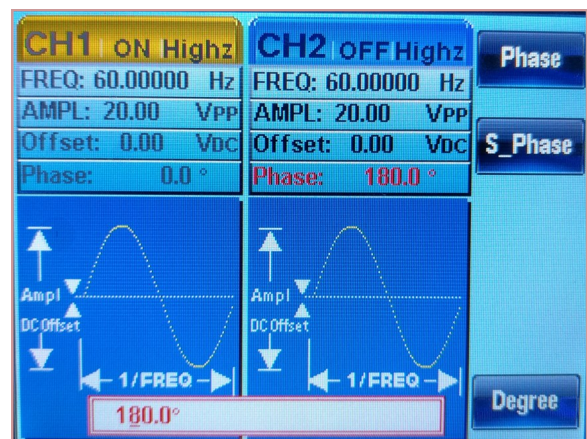 CH1 ON Highz
FREQ: 60.00000 Hz
AMPL: 20.00 VPP
Offset: 0.00 VDC
Phase: 0.0 °
CH2 OFF Highz
FREQ: 60.00000 Hz
AMPL: 20.00 VPP
Offset: 0.00 VDC
Phase: 180.0 °
Phase
S_Phase
Ampl
DC Offset
1/FREQ
Ampl
DC Offset
1/FREQ
180.0°
Degree